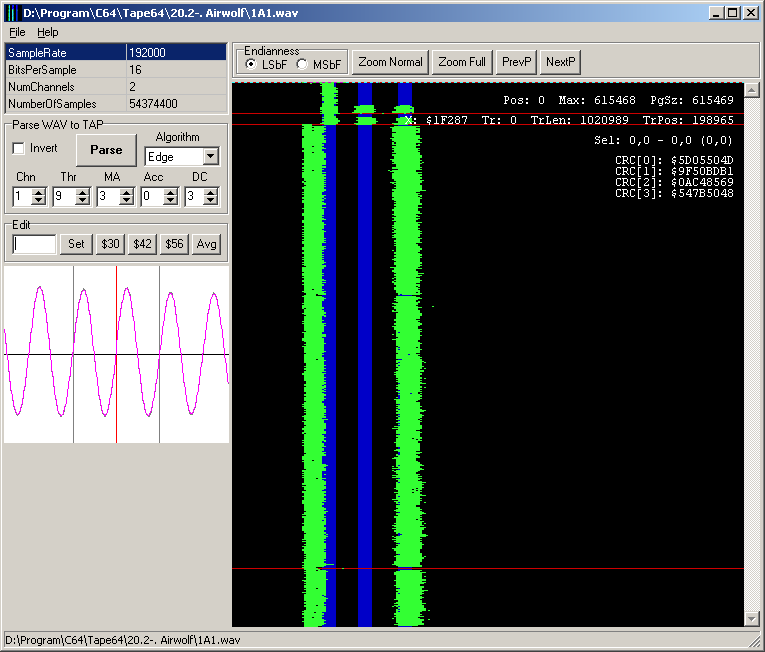 D:\Program\C64\Tape64\20.2-. Airwolf\1A1.wav
File Help
SampleRate 192000
BitsPerSample 16
NumChannels 2
NumberOfSamples 54374400
Endianness
LSbF MSbF
Zoom Normal Zoom Full PrevP NextP
Parse WAV to TAP
Invert Parse Algorithm
Edge
Chn Thr MA Acc DC
1 9 3 0 3
Edit
Set $30 $42 $56 Avg
Pos: 0 Max: 615468 PgSz: 615469
X: $1F287 Tr: 0 TrLen: 1020989 TrPos: 198965
Sel: 0,0 - 0,0 (0,0)
CRC[0]: $5D05504D
CRC[1]: $9F50BDB1
CRC[2]: $0AC48569
CRC[3]: $547B5048
D:\Program\C64\Tape64\20.2-. Airwolf\1A1.wav